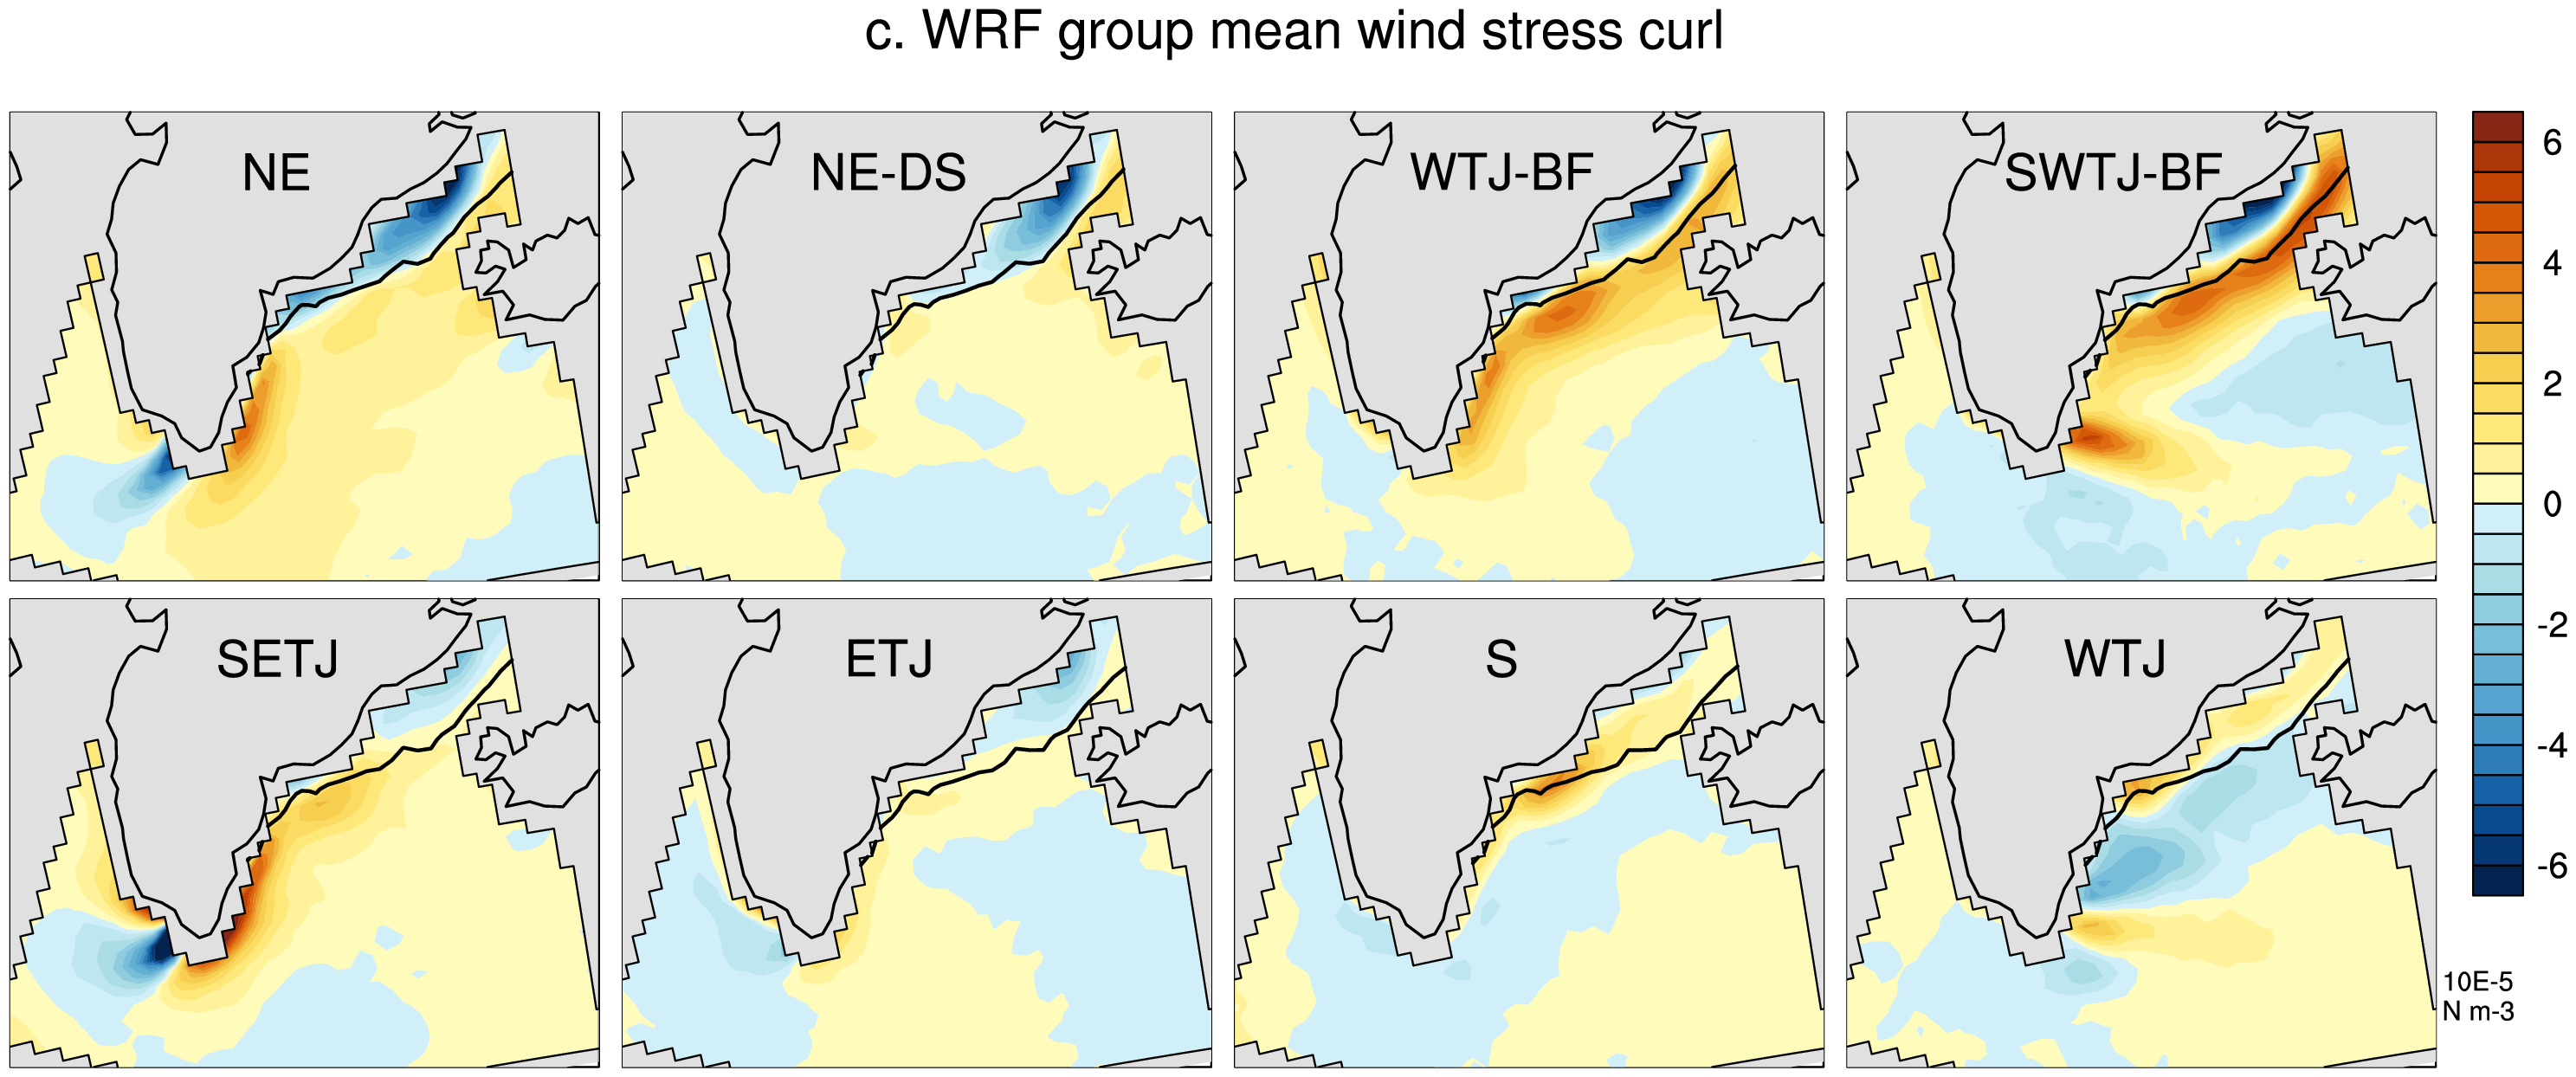 c. WRF group mean wind stress curl
NE
NE-DS
WTJ-BF
SWTJ-BF
SETJ
ETJ
S
WTJ
6
4
2
0
-2
-4
-6
10E-5
N m-3